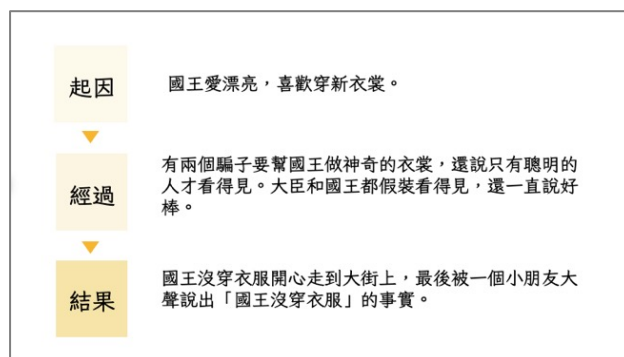 起因
國王愛漂亮，喜歡穿新衣裳。
經過
有兩個騙子要幫國王做神奇的衣裳，還說只有聰明的
人才看得見。大臣和國王都假裝看得見，還一直說好
棒。
結果
國王沒穿衣服開心走到大街上，最後被一個小朋友大
聲說出「國王沒穿衣服」的事實。